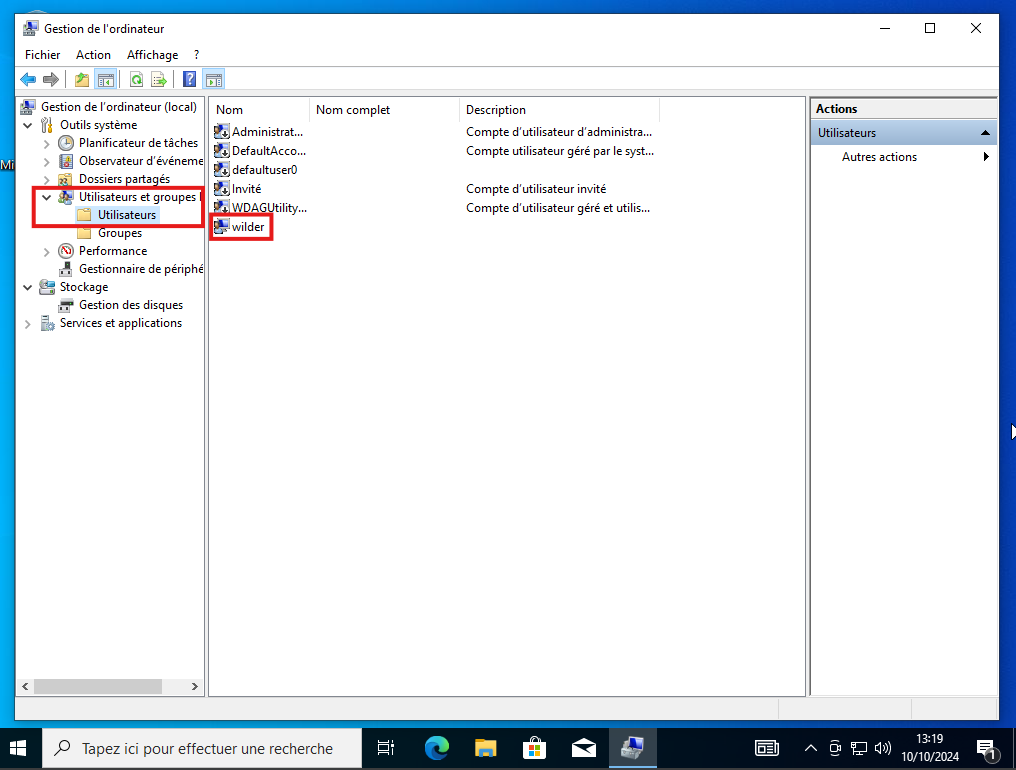 Gestion de l'ordinateur
Fichier Action Affichage ?
Gestion de l'ordinateur (local)
Outils système
Planificateur de tâches
Observateur d'événeme
Dossiers partagés
Utilisateurs et groupes l
Utilisateurs
Groupes
Performance
Gestionnaire de périphé
Stockage
Gestion des disques
Services et applications
Nom Nom complet Description
Administrat... Compte d'utilisateur d'administra...
DefaultAcco... Compte utilisateur géré par le syst...
defaultuser0
Invité Compte d'utilisateur invité
WDAGUtility... Compte d'utilisateur géré et utilis...
wilder
Actions
Utilisateurs
Autres actions
Mi
Tapez ici pour effectuer une recherche
13:19
10/10/2024
1